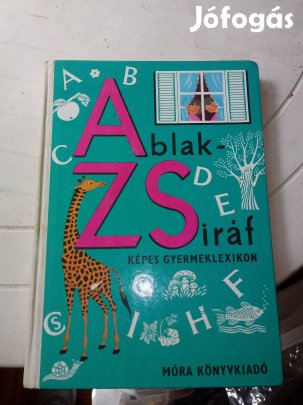 Jófogás
A B
Ablak-
C
D
E
ZSiráf
KÉPES GYERMEKLEXIKON
F
G I H
MÓRA KÖNYVKIADÓ